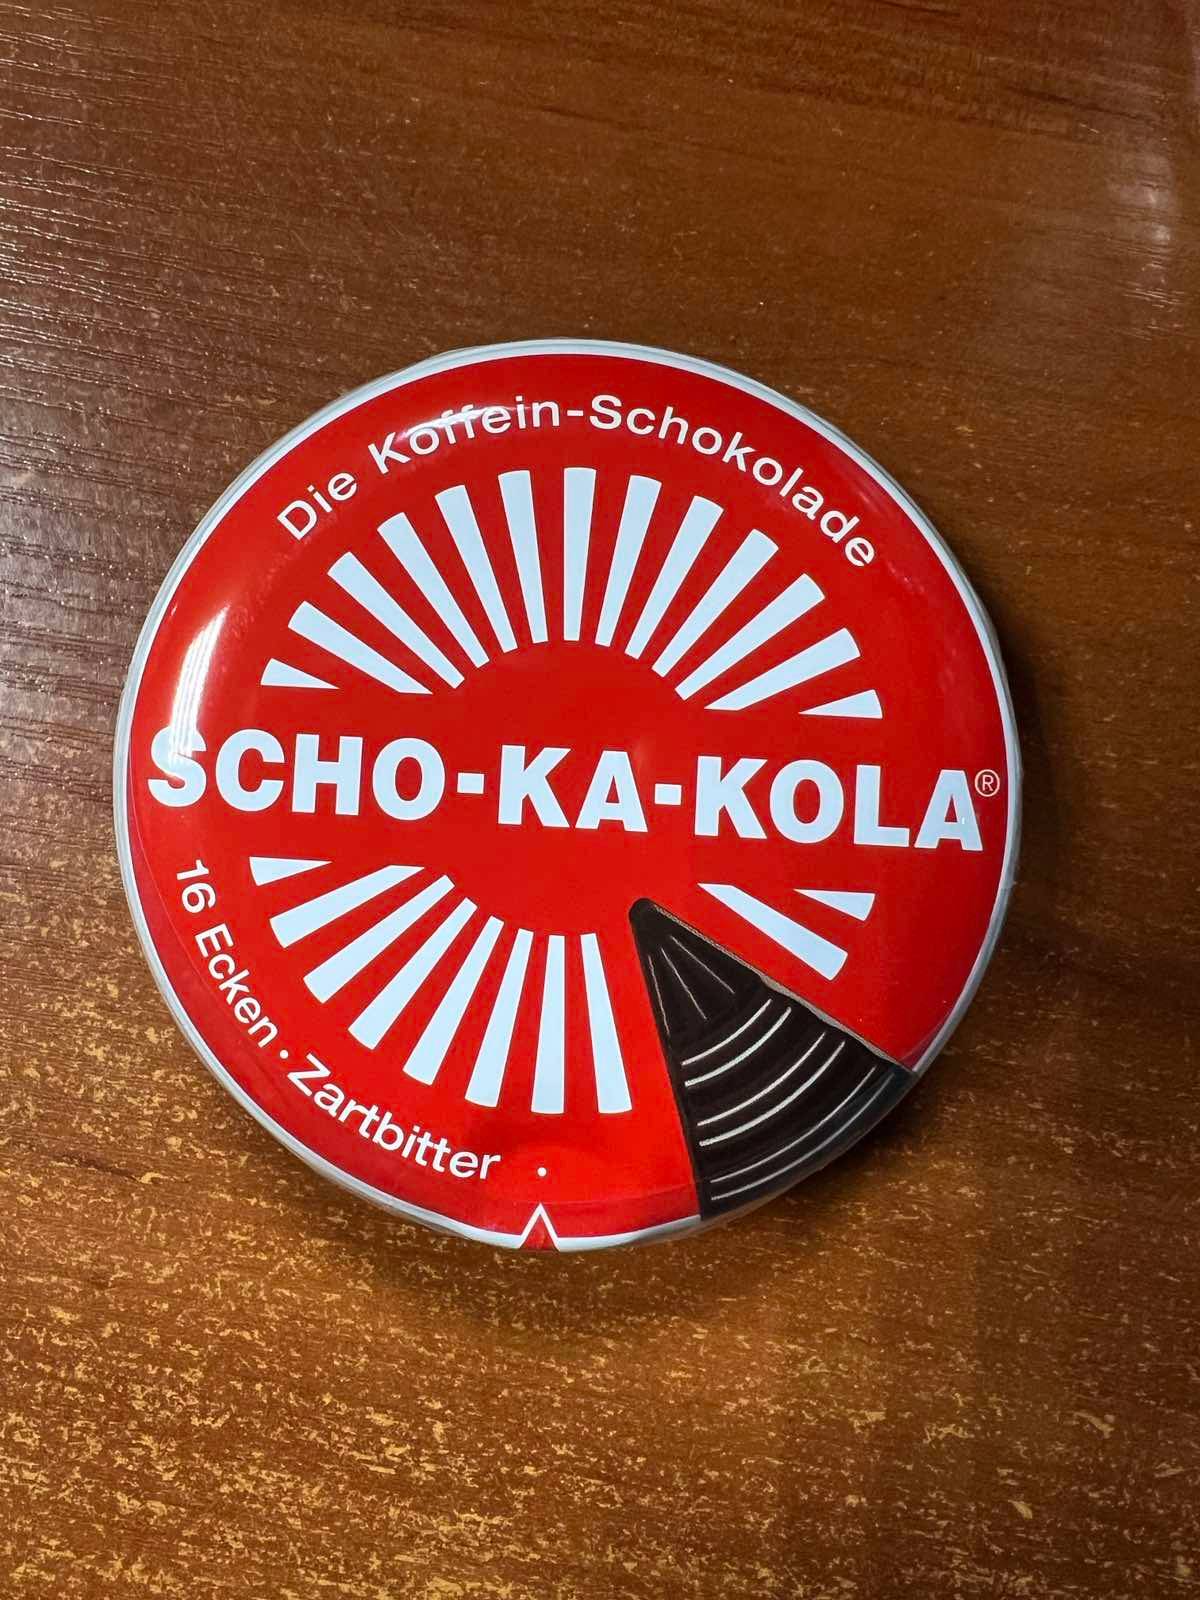 Die Koffein-Schokolade
SCHO-KA-KOLA®
16 Ecken · Zartbitter ·